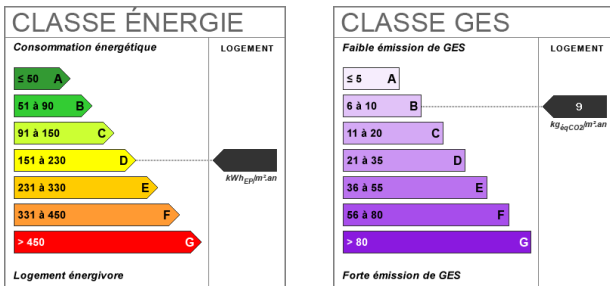 CLASSE ÉNERGIE
Consommation énergétique
LOGEMENT
≤ 50 A
51 à 90 B
91 à 150 C
151 à 230 D
kWhEP/m².an
231 à 330 E
331 à 450 F
> 450 G
Logement énergivore
CLASSE GES
Faible émission de GES
LOGEMENT
≤ 5 A
6 à 10 B
9
kgéqCO2/m².an
11 à 20 C
21 à 35 D
36 à 55 E
56 à 80 F
> 80 G
Forte émission de GES